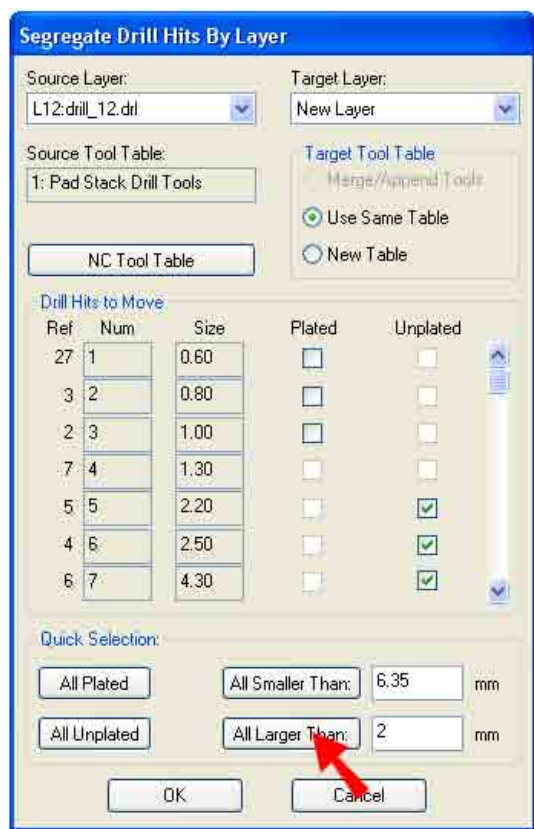 Segregate Drill Hits By Layer
Source Layer: Target Layer:
L12:drill_12.drl New Layer
Source Tool Table: Target Tool Table
1: Pad Stack Drill Tools Merge/Append Tools
Use Same Table
NC Tool Table New Table
Drill Hits to Move
Ref Num Size Plated Unplated
27 1 0.60
3 2 0.80
2 3 1.00
7 4 1.30
5 5 2.20
4 6 2.50
6 7 4.30
Quick Selection:
All Plated All Smaller Than: 6.35 mm
All Unplated All Larger Than: 2 mm
OK Cancel